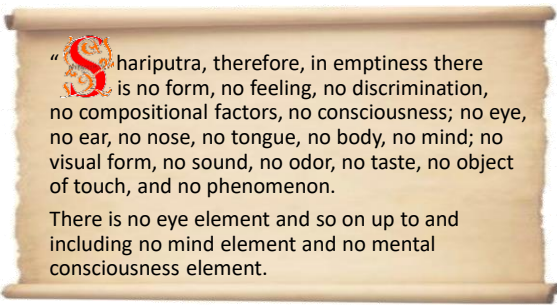 “ Shariputra, therefore, in emptiness there
is no form, no feeling, no discrimination,
no compositional factors, no consciousness; no eye,
no ear, no nose, no tongue, no body, no mind; no
visual form, no sound, no odor, no taste, no object
of touch, and no phenomenon.
There is no eye element and so on up to and
including no mind element and no mental
consciousness element.